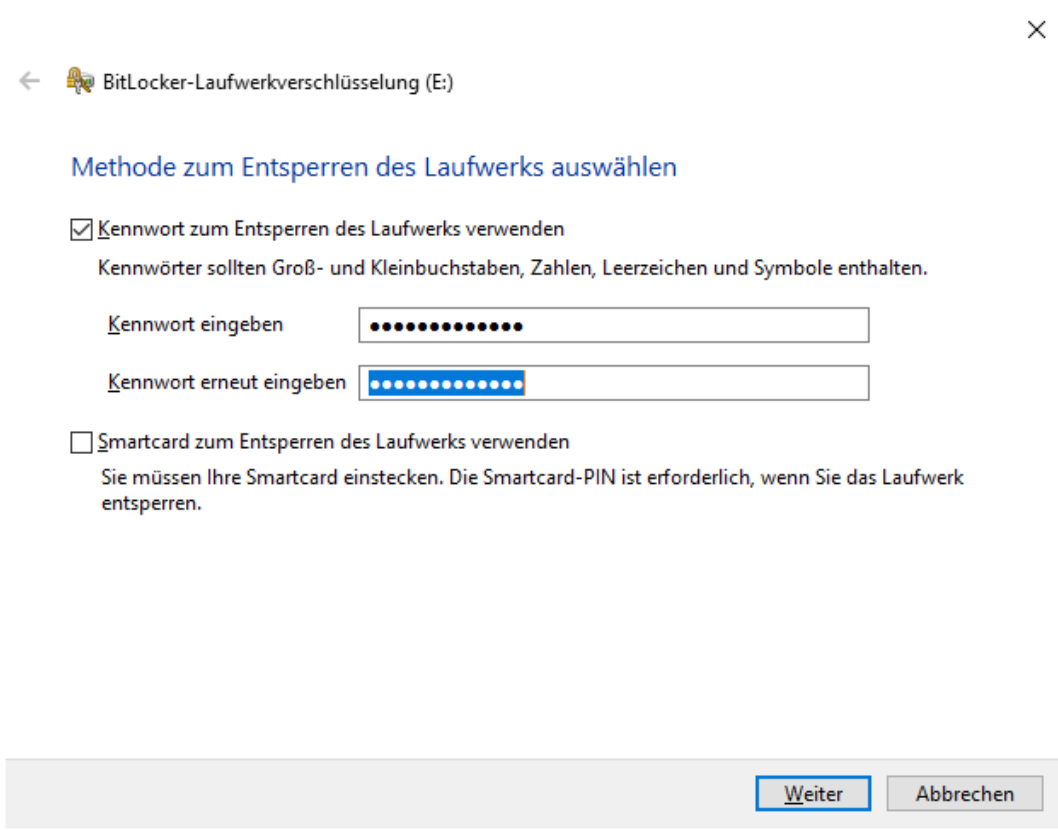 BitLocker-Laufwerkverschlüsselung (E:)
Methode zum Entsperren des Laufwerks auswählen
Kennwort zum Entsperren des Laufwerks verwenden
Kennwörter sollten Groß- und Kleinbuchstaben, Zahlen, Leerzeichen und Symbole enthalten.
Kennwort eingeben ●●●●●●●●●●●●●
Kennwort erneut eingeben ●●●●●●●●●●●●●
Smartcard zum Entsperren des Laufwerks verwenden
Sie müssen Ihre Smartcard einstecken. Die Smartcard-PIN ist erforderlich, wenn Sie das Laufwerk
entsperren.
Weiter Abbrechen